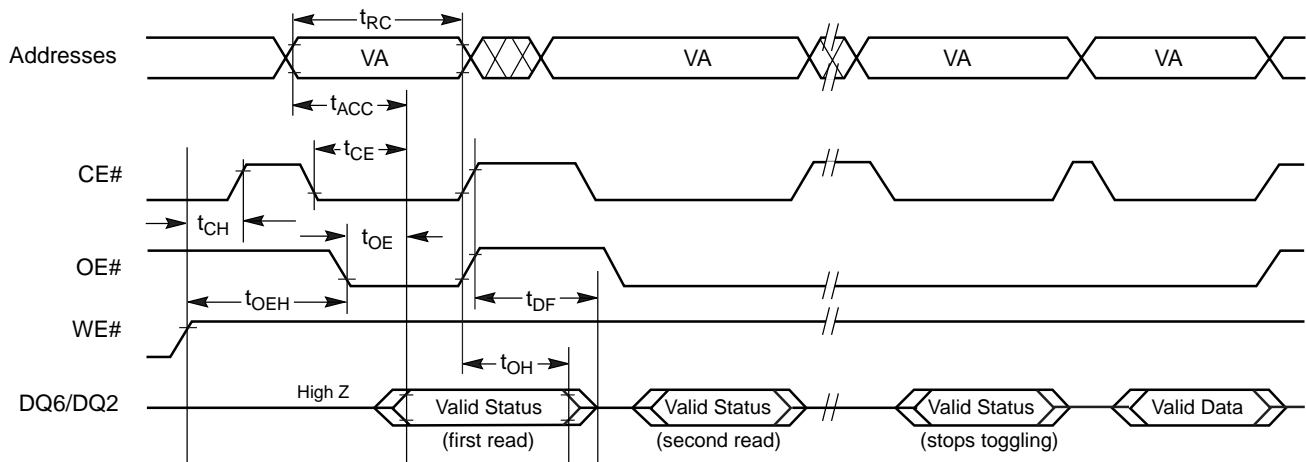 tRC
Addresses VA VA VA VA
tACC
tCE
CE#
tCH
tOE
OE#
tOEH
tDF
WE#
tOH
High Z
DQ6/DQ2 Valid Status Valid Status Valid Status Valid Data
(first read) (second read) (stops toggling)